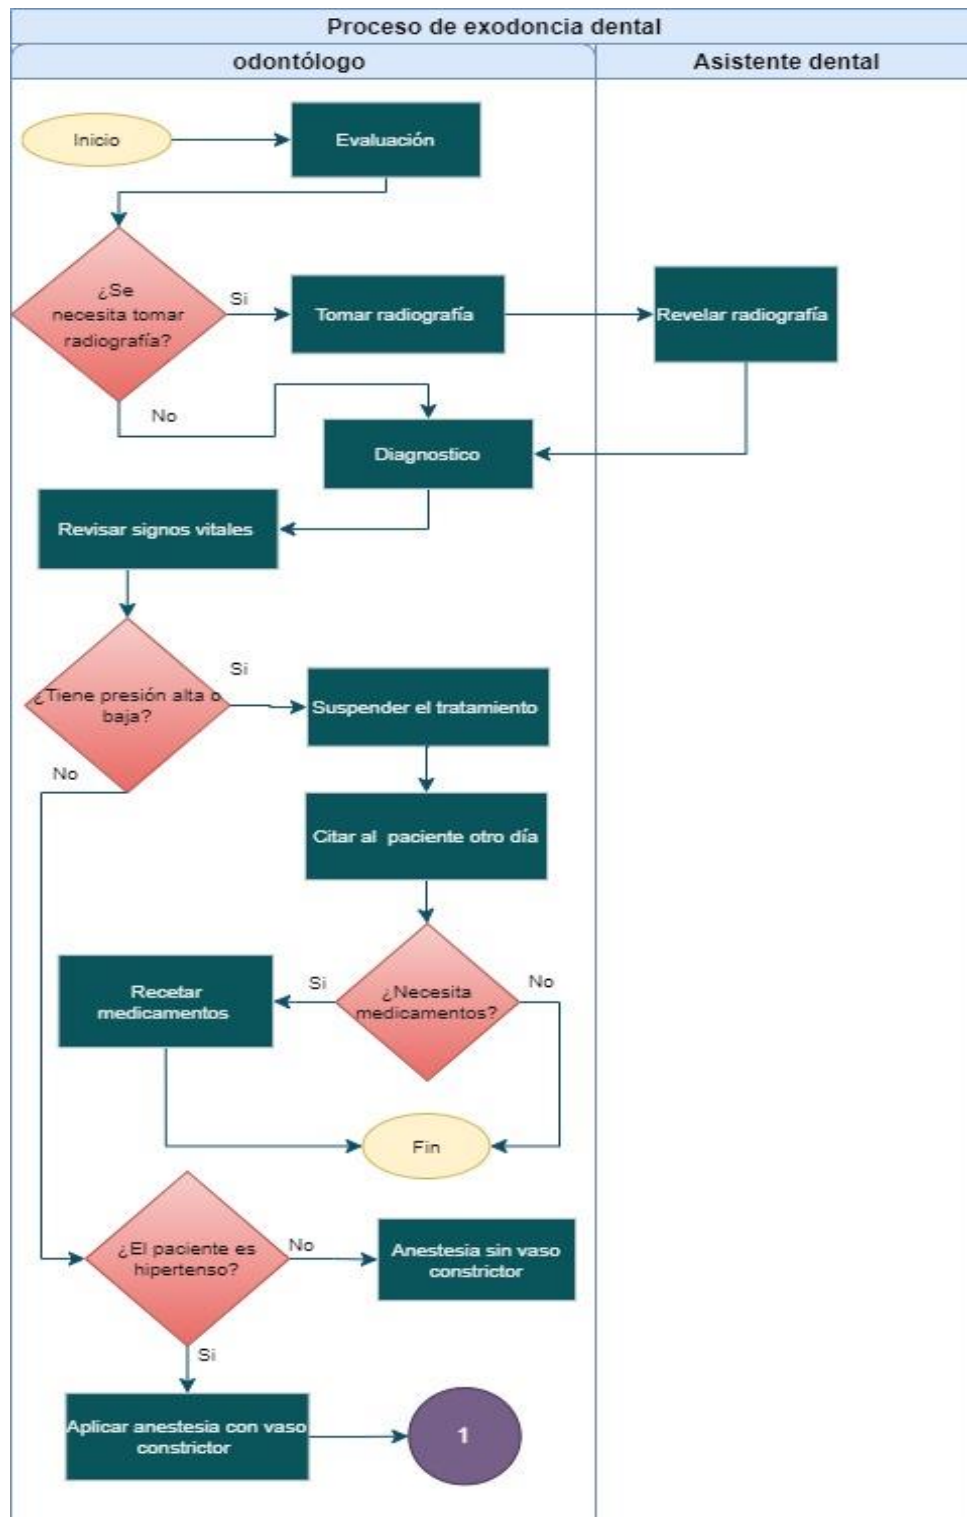 Proceso de exodoncia dental
odontólogo
Asistente dental
Inicio
Evaluación
¿Se
necesita tomar
radiografía?
Si
Tomar radiografía
Revelar radiografía
No
Diagnostico
Revisar signos vitales
¿Tiene presión alta o
baja?
Si
Suspender el tratamiento
No
Citar al paciente otro día
¿Necesita
medicamentos?
Si
No
Recetar
medicamentos
Fin
¿El paciente es
hipertenso?
No
Anestesia sin vaso
constrictor
Si
Aplicar anestesia con vaso
constrictor
1